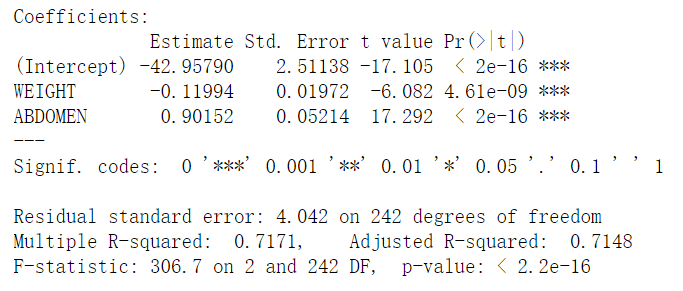 Coefficients:
Estimate Std. Error t value Pr(>|t|)
(Intercept) -42.95790 2.51138 -17.105 < 2e-16 ***
WEIGHT -0.11994 0.01972 -6.082 4.61e-09 ***
ABDOMEN 0.90152 0.05214 17.292 < 2e-16 ***
---
Signif. codes: 0 '***' 0.001 '**' 0.01 '*' 0.05 '.' 0.1 ' ' 1
Residual standard error: 4.042 on 242 degrees of freedom
Multiple R-squared: 0.7171, Adjusted R-squared: 0.7148
F-statistic: 306.7 on 2 and 242 DF, p-value: < 2.2e-16